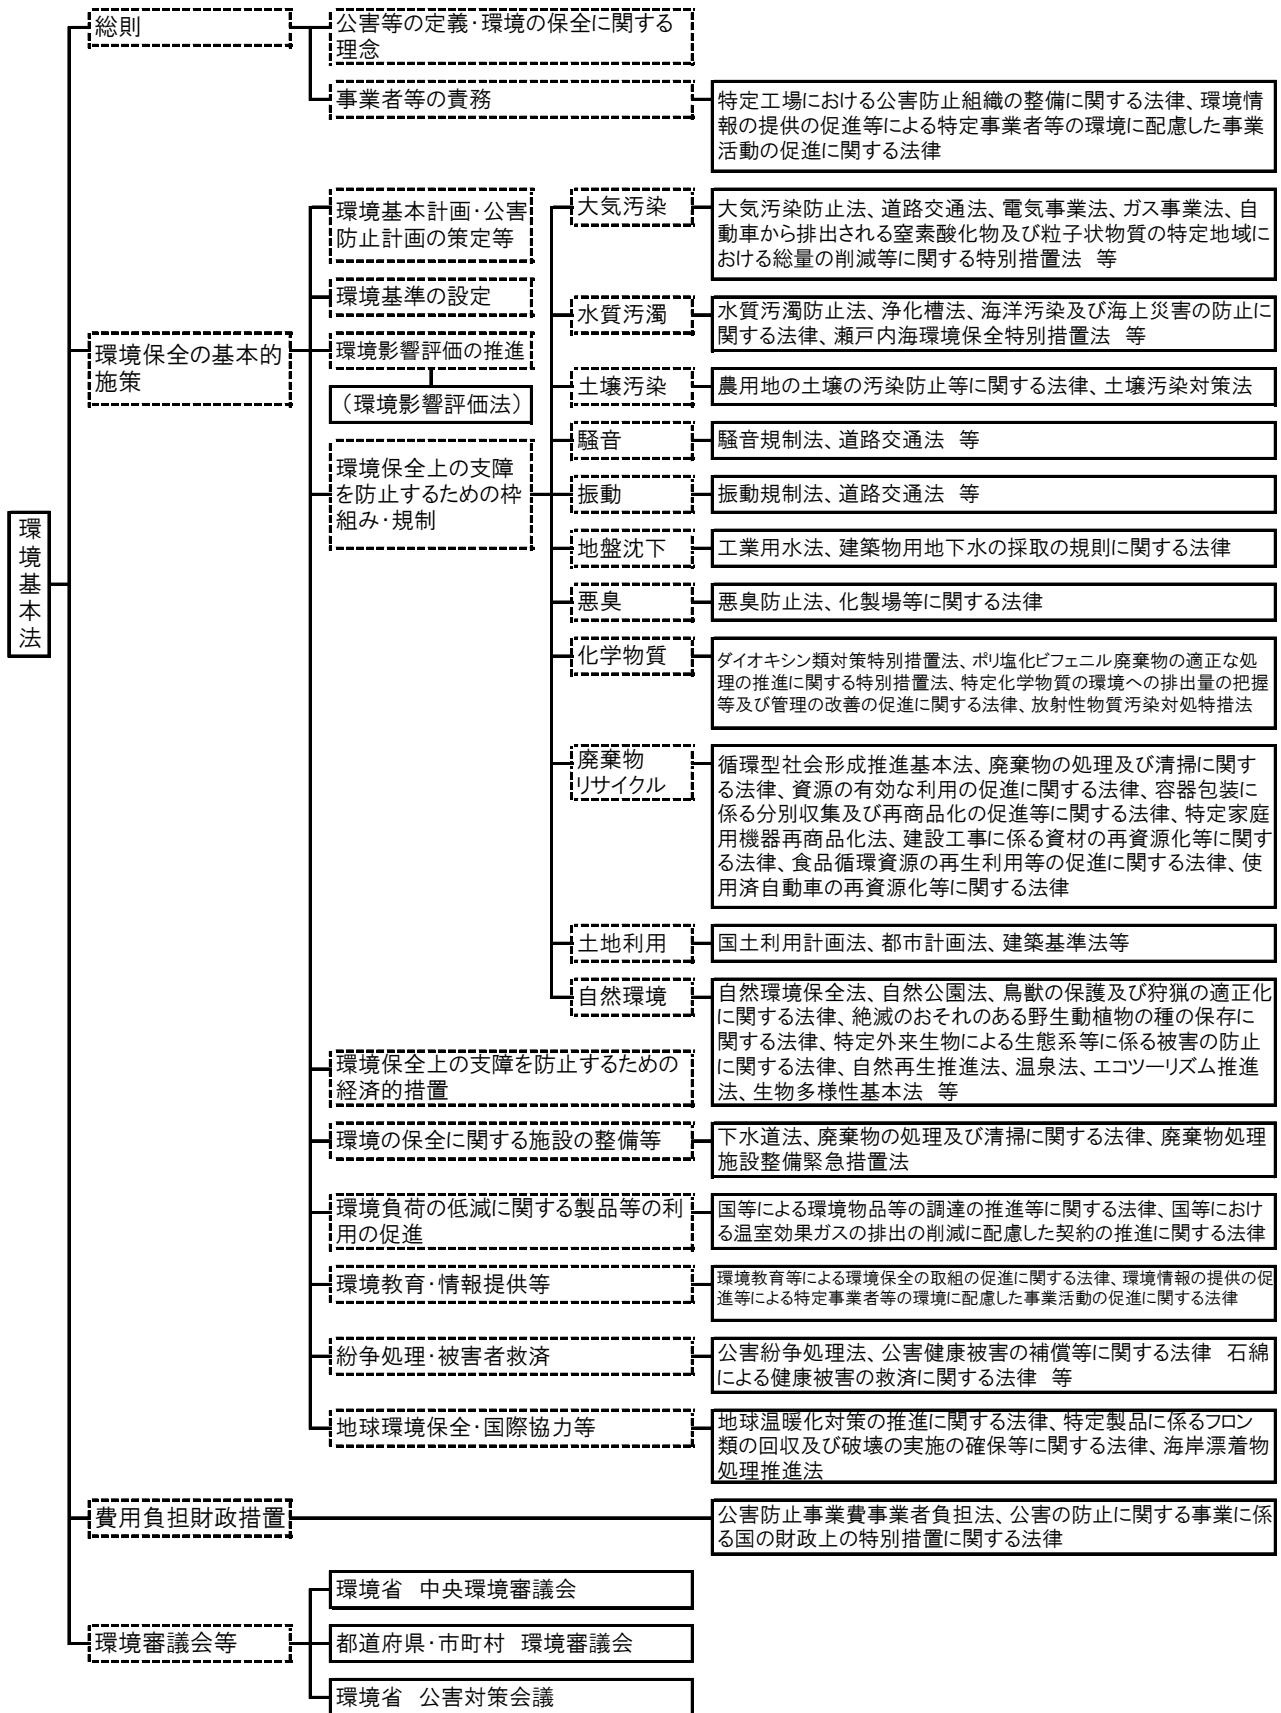 環境基本法
総則
公害等の定義・環境の保全に関する
理念
事業者等の責務
特定工場における公害防止組織の整備に関する法律、環境情
報の提供の促進等による特定事業者等の環境に配慮した事業
活動の促進に関する法律
環境保全の基本的
施策
環境基本計画・公害
防止計画の策定等
環境基準の設定
環境影響評価の推進
（環境影響評価法）
環境保全上の支障
を防止するための枠
組み・規制
大気汚染
大気汚染防止法、道路交通法、電気事業法、ガス事業法、自
動車から排出される窒素酸化物及び粒子状物質の特定地域に
おける総量の削減等に関する特別措置法　等
水質汚濁
水質汚濁防止法、浄化槽法、海洋汚染及び海上災害の防止に
関する法律、瀬戸内海環境保全特別措置法　等
土壌汚染
農用地の土壌の汚染防止等に関する法律、土壌汚染対策法
騒音
騒音規制法、道路交通法　等
振動
振動規制法、道路交通法　等
地盤沈下
工業用水法、建築物用地下水の採取の規則に関する法律
悪臭
悪臭防止法、化製場等に関する法律
化学物質
ダイオキシン類対策特別措置法、ポリ塩化ビフェニル廃棄物の適正な処
理の推進に関する特別措置法、特定化学物質の環境への排出量の把握
等及び管理の改善の促進に関する法律、放射性物質汚染対処特措法
廃棄物
リサイクル
循環型社会形成推進基本法、廃棄物の処理及び清掃に関す
る法律、資源の有効な利用の促進に関する法律、容器包装に
係る分別収集及び再商品化の促進等に関する法律、特定家庭
用機器再商品化法、建設工事に係る資材の再資源化等に関す
る法律、食品循環資源の再生利用等の促進に関する法律、使
用済自動車の再資源化等に関する法律
土地利用
国土利用計画法、都市計画法、建築基準法等
自然環境
自然環境保全法、自然公園法、鳥獣の保護及び狩猟の適正化
に関する法律、絶滅のおそれのある野生動植物の種の保存に
関する法律、特定外来生物による生態系等に係る被害の防止
に関する法律、自然再生推進法、温泉法、エコツーリズム推進
法、生物多様性基本法　等
環境保全上の支障を防止するための
経済的措置
環境の保全に関する施設の整備等
下水道法、廃棄物の処理及び清掃に関する法律、廃棄物処理
施設整備緊急措置法
環境負荷の低減に関する製品等の利
用の促進
国等による環境物品等の調達の推進等に関する法律、国等におけ
る温室効果ガスの排出の削減に配慮した契約の推進に関する法律
環境教育・情報提供等
環境教育等による環境保全の取組の促進に関する法律、環境情報の提供の促
進等による特定事業者等の環境に配慮した事業活動の促進に関する法律
紛争処理・被害者救済
公害紛争処理法、公害健康被害の補償等に関する法律　石綿
による健康被害の救済に関する法律　等
地球環境保全・国際協力等
地球温暖化対策の推進に関する法律、特定製品に係るフロン
類の回収及び破壊の実施の確保等に関する法律、海岸漂着物
処理推進法
費用負担財政措置
公害防止事業費事業者負担法、公害の防止に関する事業に係
る国の財政上の特別措置に関する法律
環境審議会等
環境省　中央環境審議会
都道府県・市町村　環境審議会
環境省　公害対策会議